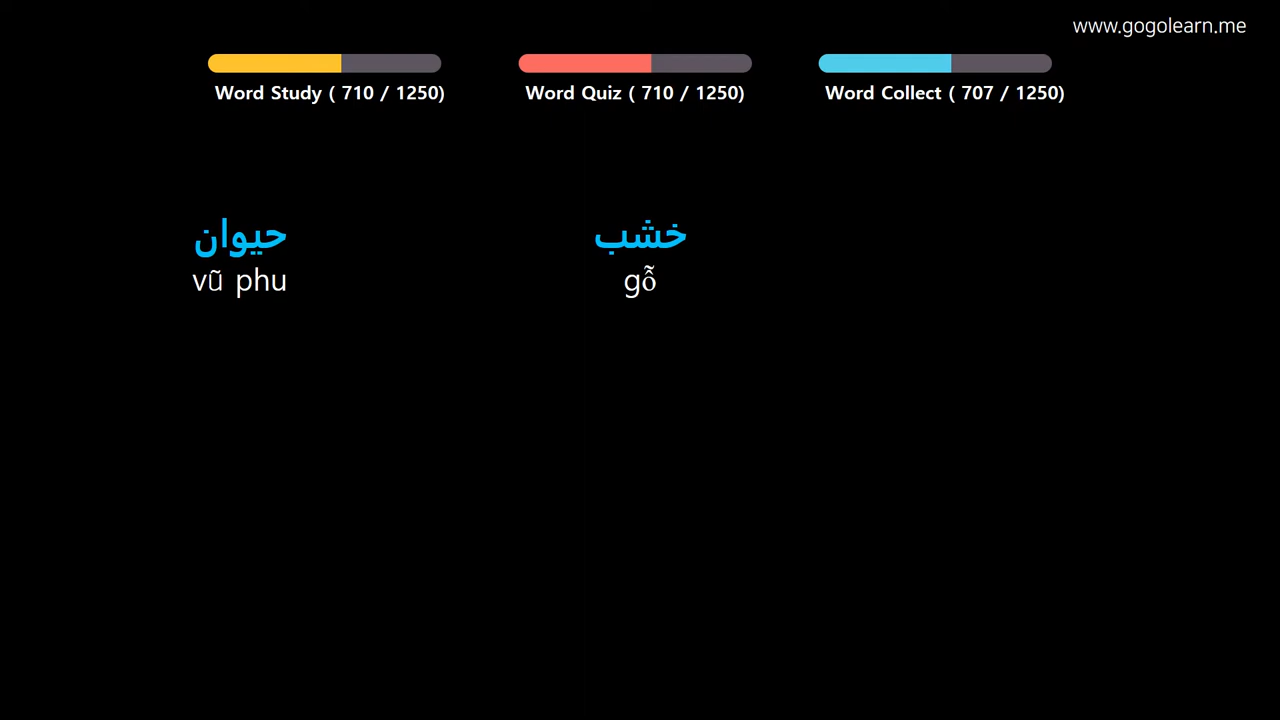 www.gogolearn.me
Word Study ( 710 / 1250)
Word Quiz ( 710 / 1250)
Word Collect ( 707 / 1250)
حيوان
vũ phu
خشب
gỗ